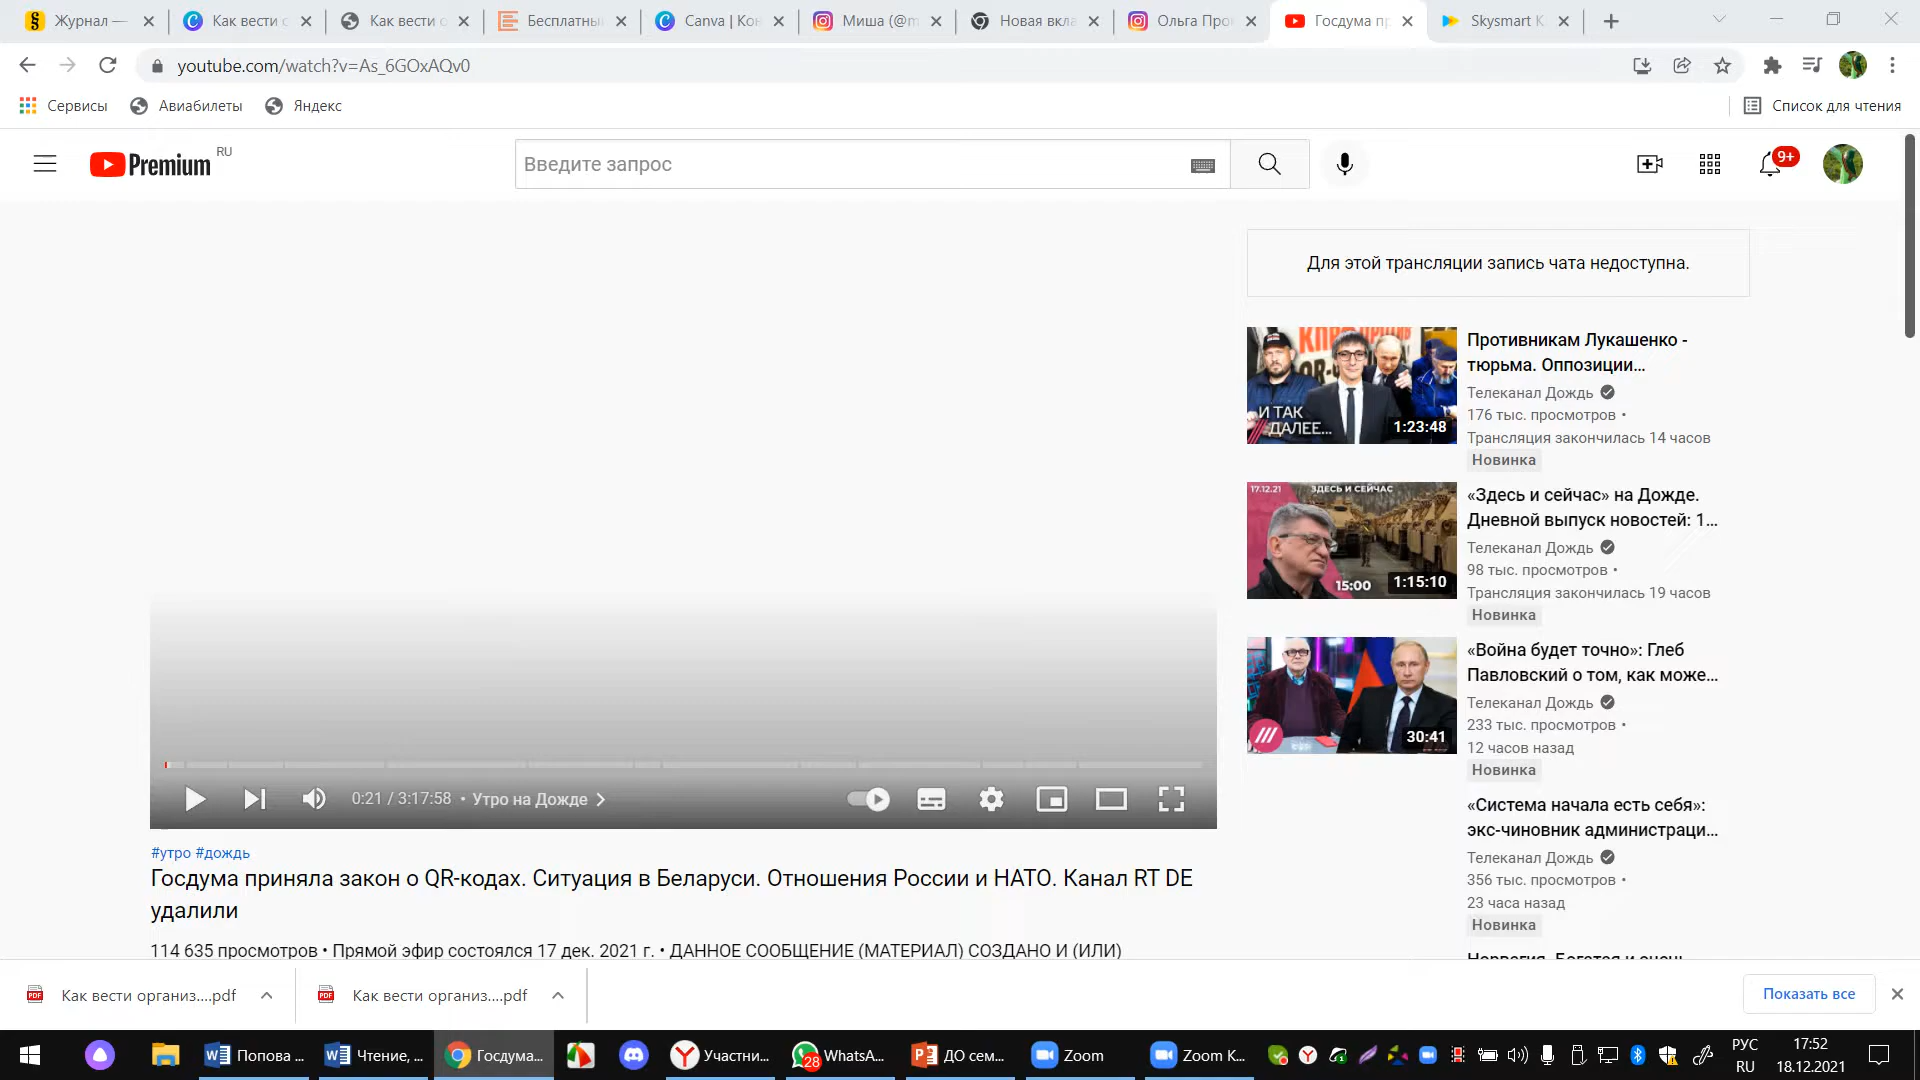 Журнал —
Как вести с
Как вести о
Бесплатны
Canva | Кон
Миша (@m
Новая вкла
Ольга Прон
Госдума пр
Skysmart К
youtube.com/watch?v=As_6GOxAQv0
Сервисы
Авиабилеты
Яндекс
Список для чтения
Premium RU
Введите запрос
9+
Для этой трансляции запись чата недоступна.
И ТАК
ДАЛЕЕ...
1:23:48
Противникам Лукашенко -
тюрьма. Оппозиции...
Телеканал Дождь
176 тыс. просмотров •
Трансляция закончилась 14 часов
Новинка
17.12.21 ЗДЕСЬ И СЕЙЧАС
15:00
1:15:10
«Здесь и сейчас» на Дожде.
Дневной выпуск новостей: 1...
Телеканал Дождь
98 тыс. просмотров •
Трансляция закончилась 19 часов
Новинка
30:41
«Война будет точно»: Глеб
Павловский о том, как може...
Телеканал Дождь
233 тыс. просмотров •
12 часов назад
Новинка
«Система начала есть себя»:
экс-чиновник администраци...
Телеканал Дождь
356 тыс. просмотров •
23 часа назад
Новинка
0:21 / 3:17:58 • Утро на Дожде
#утро #дождь
Госдума приняла закон о QR-кодах. Ситуация в Беларуси. Отношения России и НАТО. Канал RT DE
удалили
114 635 просмотров • Прямой эфир состоялся 17 дек. 2021 г. • ДАННОЕ СООБЩЕНИЕ (МАТЕРИАЛ) СОЗДАНО И (ИЛИ)
Как вести организ....pdf
Как вести организ....pdf
Показать все
Попова ...
Чтение, ...
Госдума...
Участни...
28
WhatsA...
ДО сем...
Zoom
Zoom К...
РУС
RU
17:52
18.12.2021